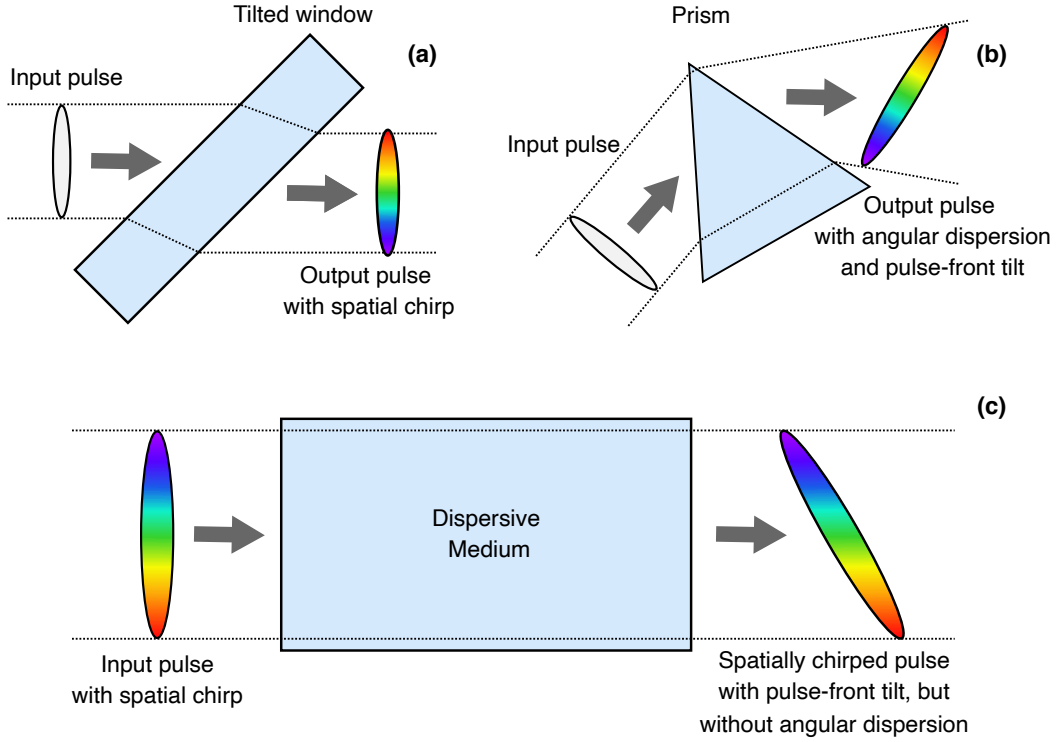 Tilted window
(a)
Input pulse
Output pulse
with spatial chirp
Prism
(b)
Input pulse
Output pulse
with angular dispersion
and pulse-front tilt
(c)
Dispersive
Medium
Input pulse
with spatial chirp
Spatially chirped pulse
with pulse-front tilt, but
without angular dispersion